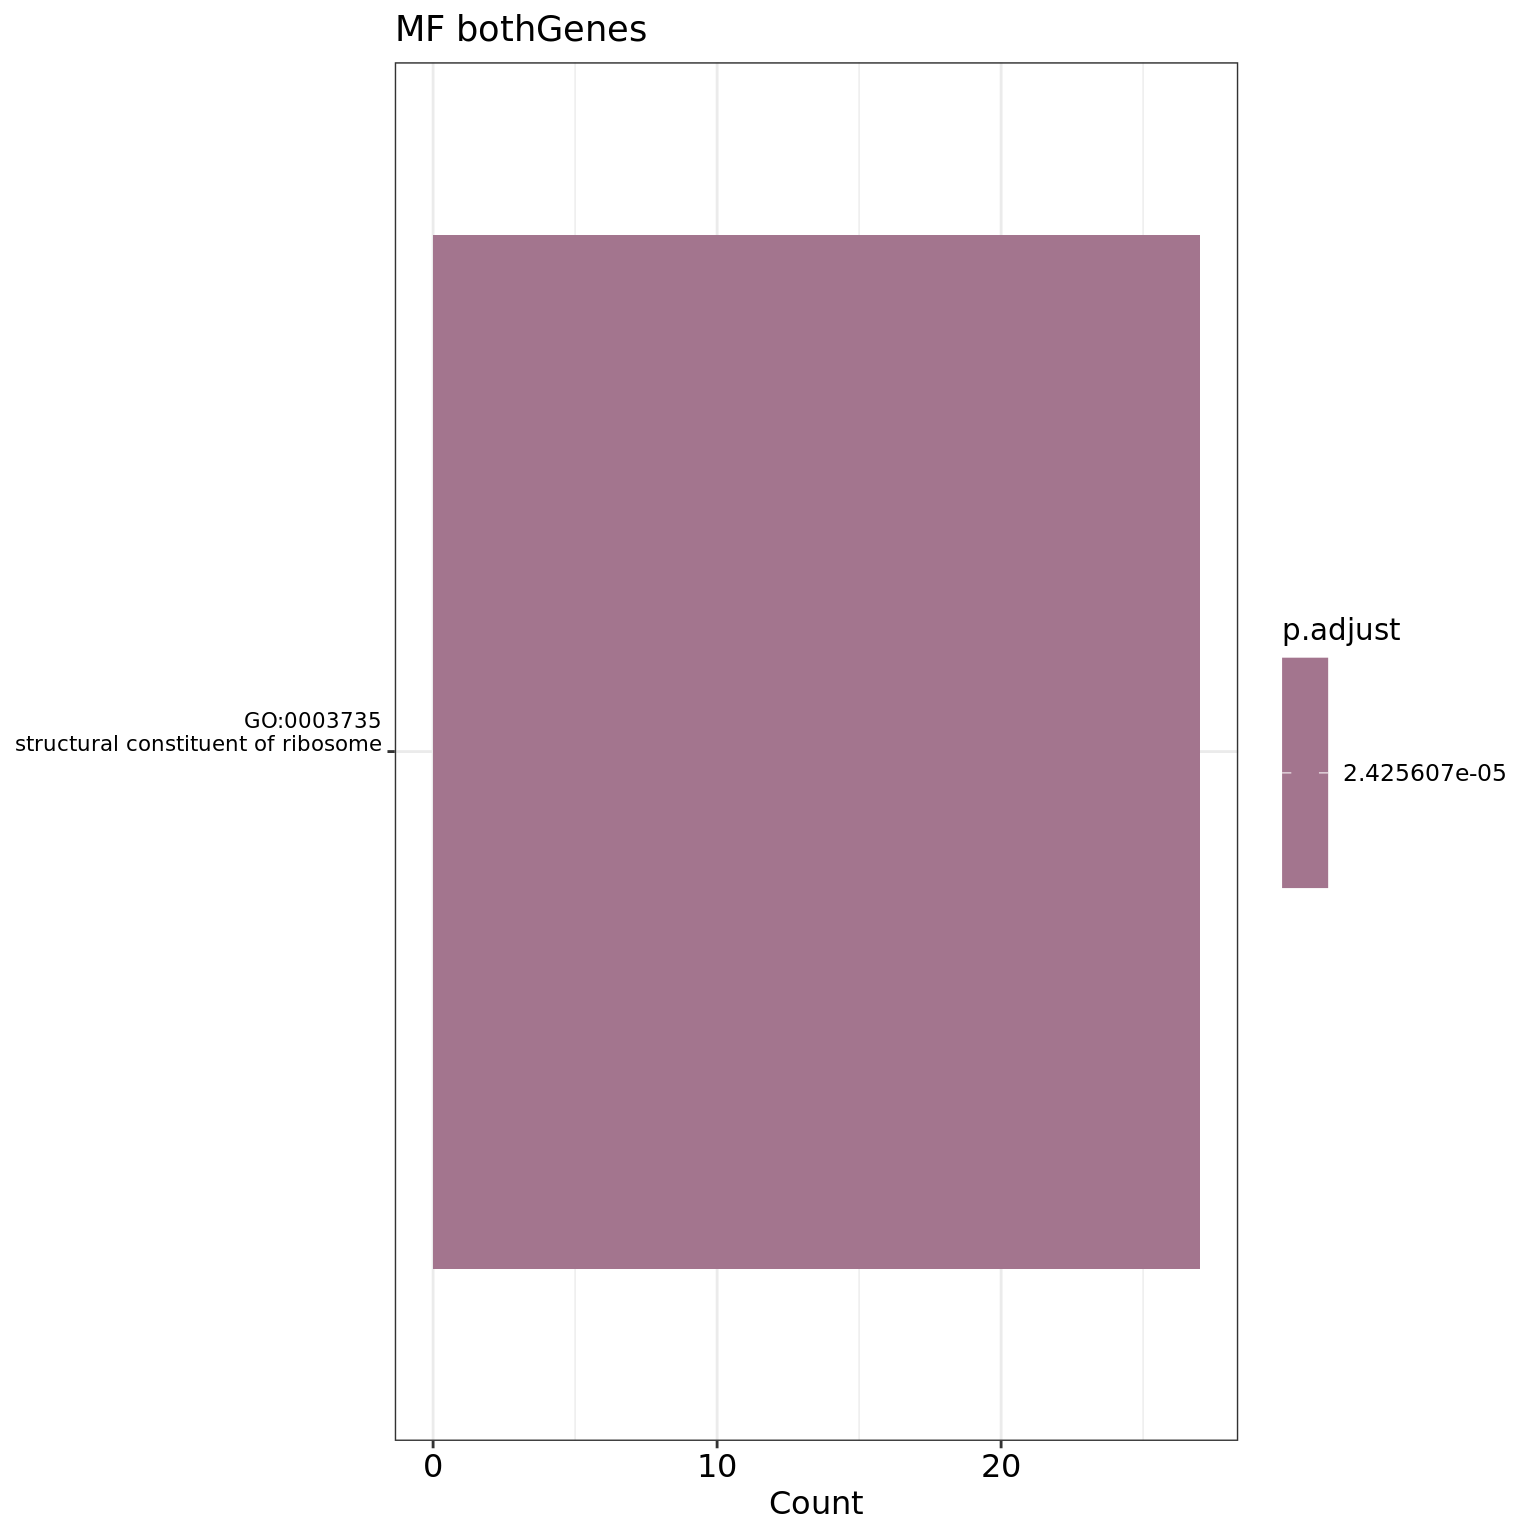 MF bothGenes
GO:0003735
structural constituent of ribosome
p.adjust
2.425607e-05
0 10 20
Count